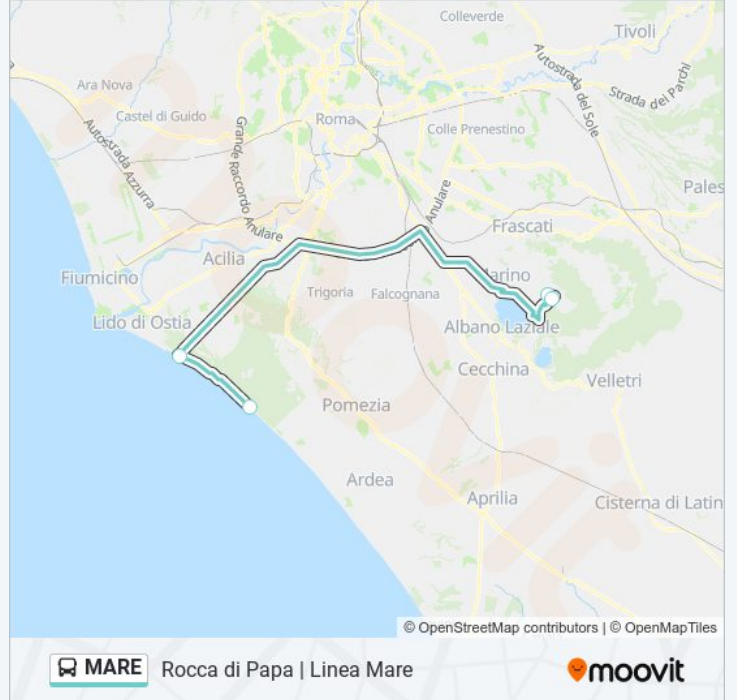 Colleverde
Tivoli
Autostrada del Sole
Strada dei Parchi
Ara Nova
Castel di Guido
Roma
Colle Prenestino
Autostrada Azzurra
Grande Raccordo Anulare
Anulare
Pales
Frascati
Acilia
Fiumicino
arino
Trigoria
Falcognana
Lido di Ostia
Albano Laziale
Cecchina
Velletri
Pomezia
Ardea
Aprilia
Cisterna di Latin
© OpenStreetMap contributors | © OpenMapTiles
MARE
Rocca di Papa | Linea Mare
moovit